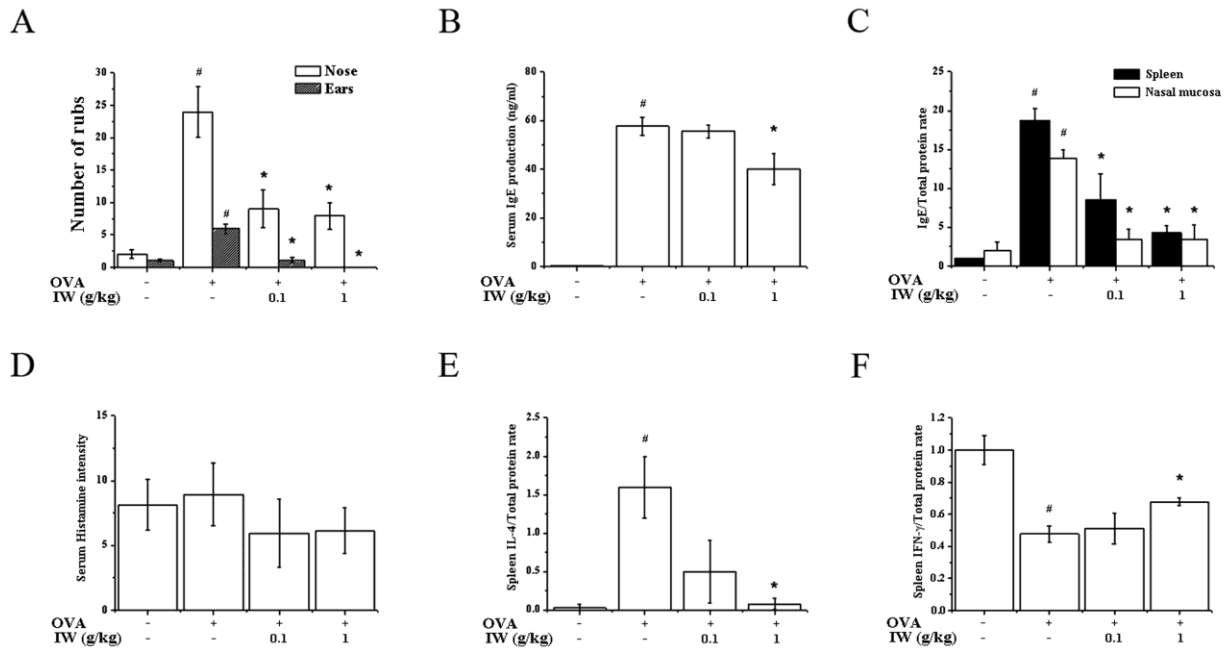 A
Number of rubs
30
25
20
15
10
5
0
#
#
*
*
*
*
Nose
Ears
OVA - + + +
IW (g/kg) - - 0.1 1
B
Serum IgE production (ng/ml)
80
60
40
20
0
#
*
OVA - + + +
IW (g/kg) - - 0.1 1
C
IgE/Total protein rate
25
20
15
10
5
0
#
#
*
*
*
*
Spleen
Nasal mucosa
OVA - + + +
IW (g/kg) - - 0.1 1
D
Serum Histamine intensity
15
10
5
0
OVA - + + +
IW (g/kg) - - 0.1 1
E
Spleen IL-4/Total protein rate
2.5
2.0
1.5
1.0
0.5
0.0
#
*
OVA - + + +
IW (g/kg) - - 0.1 1
F
Spleen IFN-γ/Total protein rate
1.2
1.0
0.8
0.6
0.4
0.2
0.0
#
*
OVA - + + +
IW (g/kg) - - 0.1 1